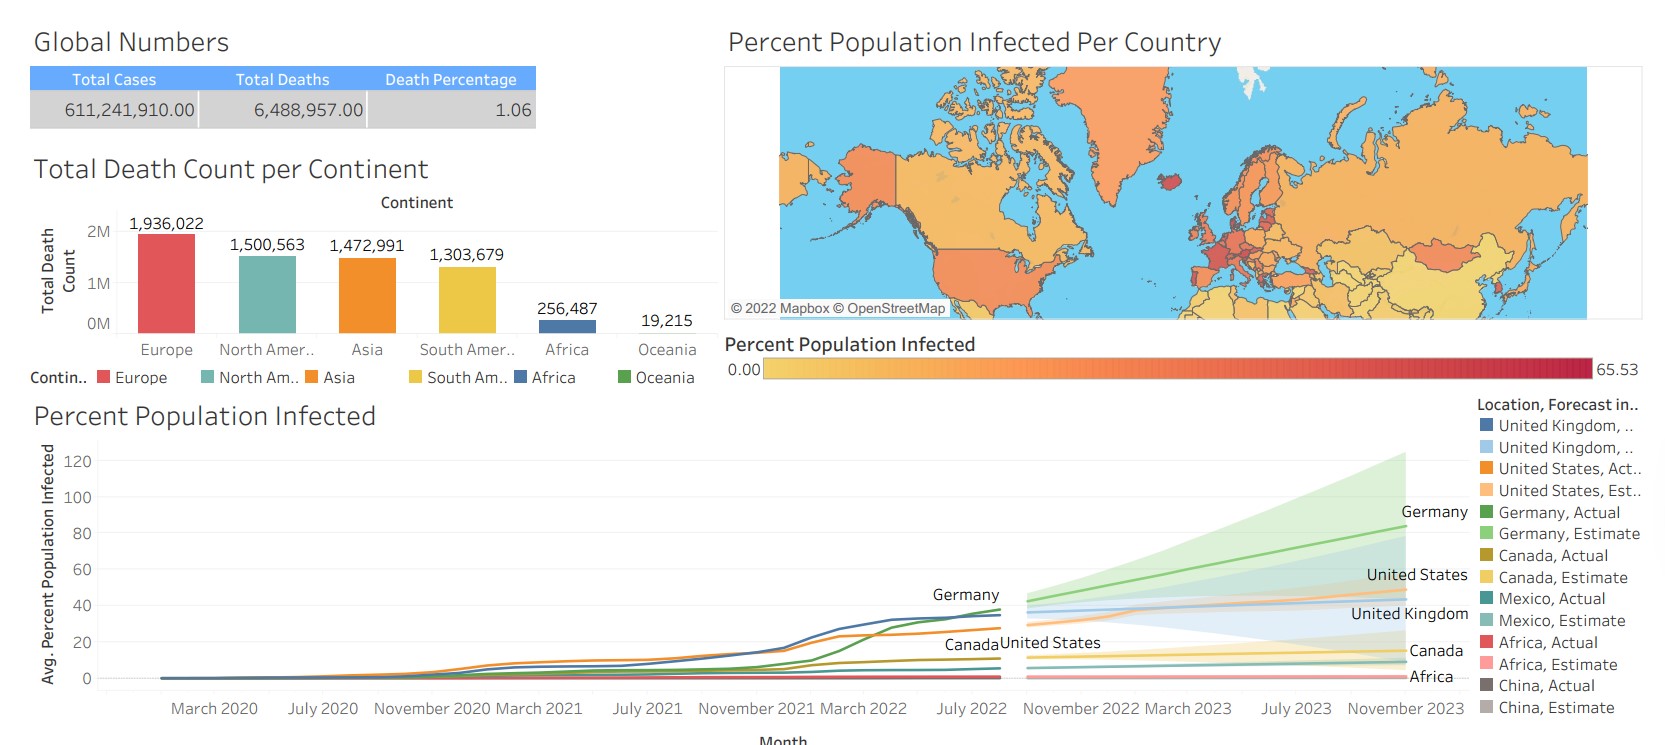 Global Numbers
Total Cases Total Deaths Death Percentage
611,241,910.00 6,488,957.00 1.06
Total Death Count per Continent
Continent
Total Death
Count
2M
1M
0M
1,936,022
1,500,563
1,472,991
1,303,679
256,487
19,215
Europe North Amer.. Asia South Amer.. Africa Oceania
Contin.. Europe North Am.. Asia South Am.. Africa Oceania
Percent Population Infected Per Country
© 2022 Mapbox © OpenStreetMap
Percent Population Infected
0.00 65.53
Percent Population Infected
Avg. Percent Population Infected
120
100
80
60
40
20
0
Germany
Canada
United States
Germany
United States
United Kingdom
Canada
Africa
March 2020 July 2020 November 2020 March 2021 July 2021 November 2021 March 2022 July 2022 November 2022 March 2023 July 2023 November 2023
Month
Location, Forecast in..
United Kingdom, ..
United Kingdom, ..
United States, Act..
United States, Est..
Germany, Actual
Germany, Estimate
Canada, Actual
Canada, Estimate
Mexico, Actual
Mexico, Estimate
Africa, Actual
Africa, Estimate
China, Actual
China, Estimate